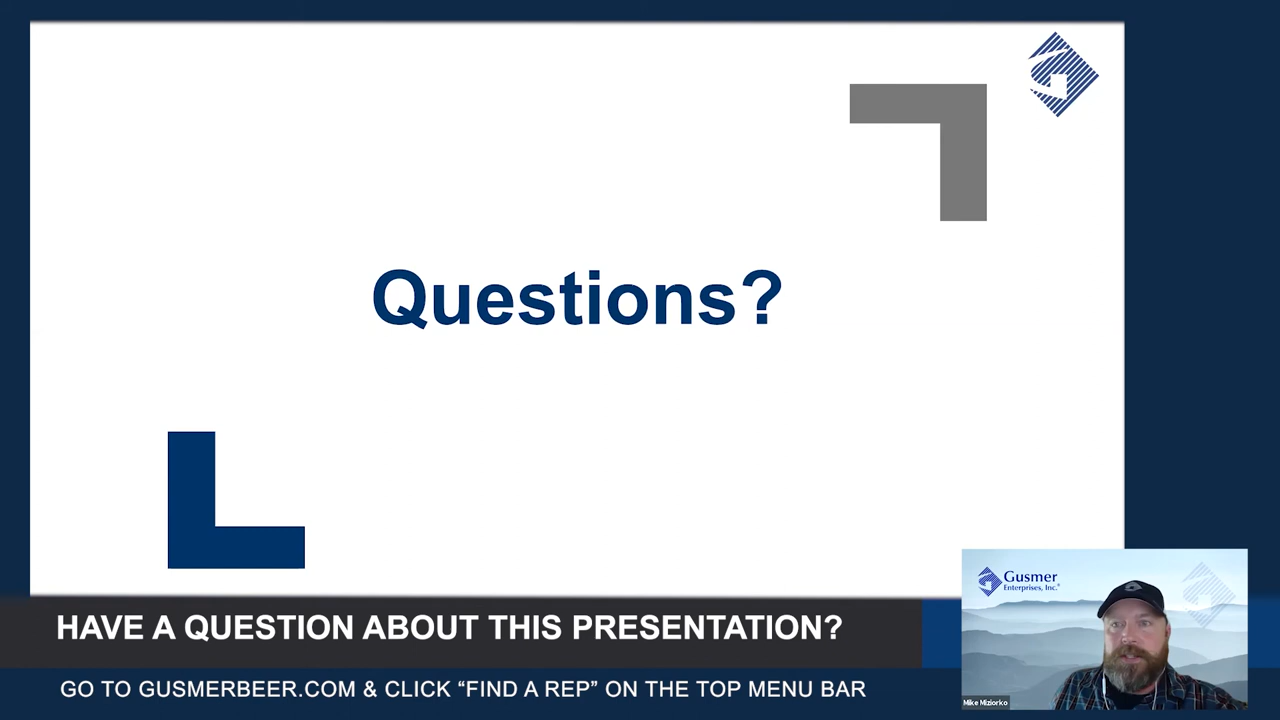 Questions?
HAVE A QUESTION ABOUT THIS PRESENTATION?
GO TO GUSMERBEER.COM & CLICK “FIND A REP” ON THE TOP MENU BAR
Gusmer
Enterprises, Inc.®
Mike Miziorko